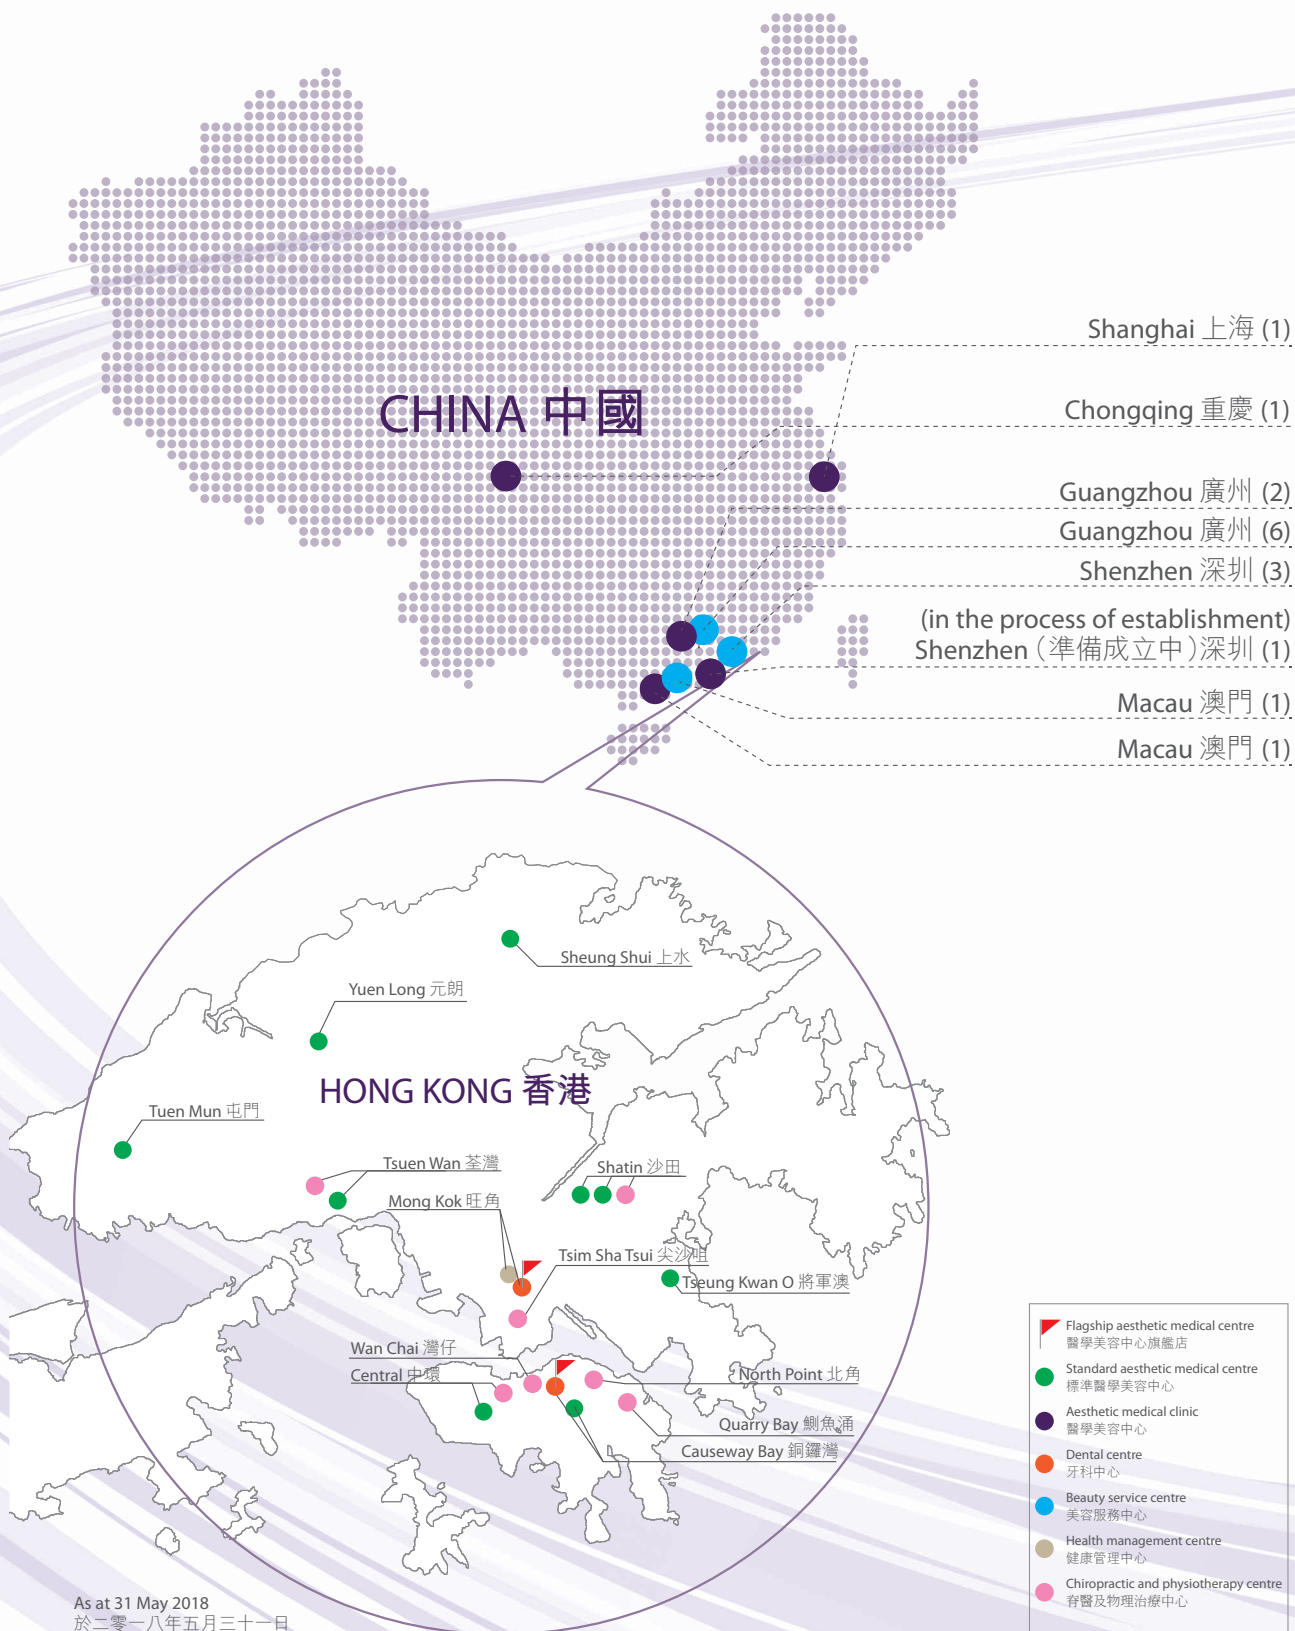 Shanghai 上海 (1)
CHINA 中國
Chongqing 重慶 (1)
Guangzhou 廣州 (2)
Guangzhou 廣州 (6)
Shenzhen 深圳 (3)
(in the process of establishment)
Shenzhen（準備成立中）深圳 (1)
Macau 澳門 (1)
Macau 澳門 (1)
Sheung Shui 上水
Yuen Long 元朗
HONG KONG 香港
Tuen Mun 屯門
Tsuen Wan 荃灣
Shatin 沙田
Mong Kok 旺角
Tsim Sha Tsui 尖沙咀
Tseung Kwan O 將軍澳
Wan Chai 灣仔
Central 中環
North Point 北角
Quarry Bay 鰂魚涌
Causeway Bay 銅鑼灣
Flagship aesthetic medical centre
醫學美容中心旗艦店
Standard aesthetic medical centre
標準醫學美容中心
Aesthetic medical clinic
醫學美容中心
Dental centre
牙科中心
Beauty service centre
美容服務中心
Health management centre
健康管理中心
Chiropractic and physiotherapy centre
脊醫及物理治療中心
As at 31 May 2018
於二零一八年五月三十一日